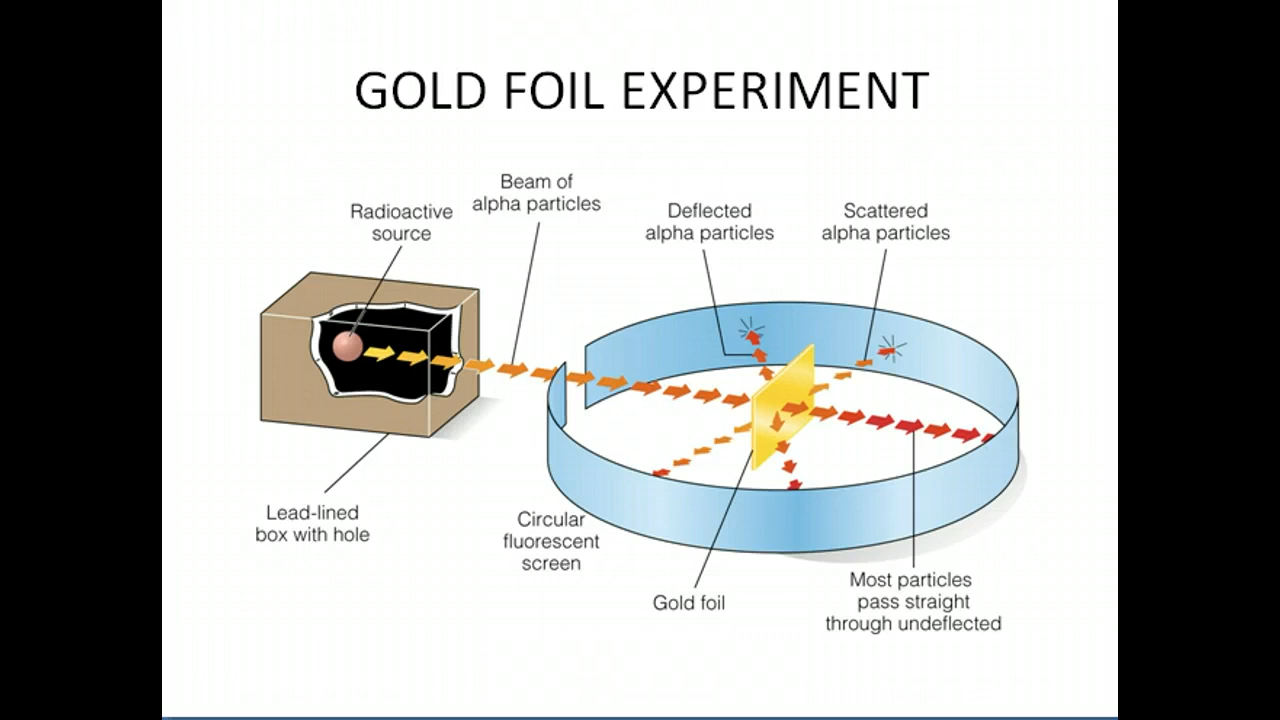 GOLD FOIL EXPERIMENT
Beam of
alpha particles
Radioactive
source
Deflected
alpha particles
Scattered
alpha particles
Lead-lined
box with hole
Circular
fluorescent
screen
Gold foil
Most particles
pass straight
through undeflected